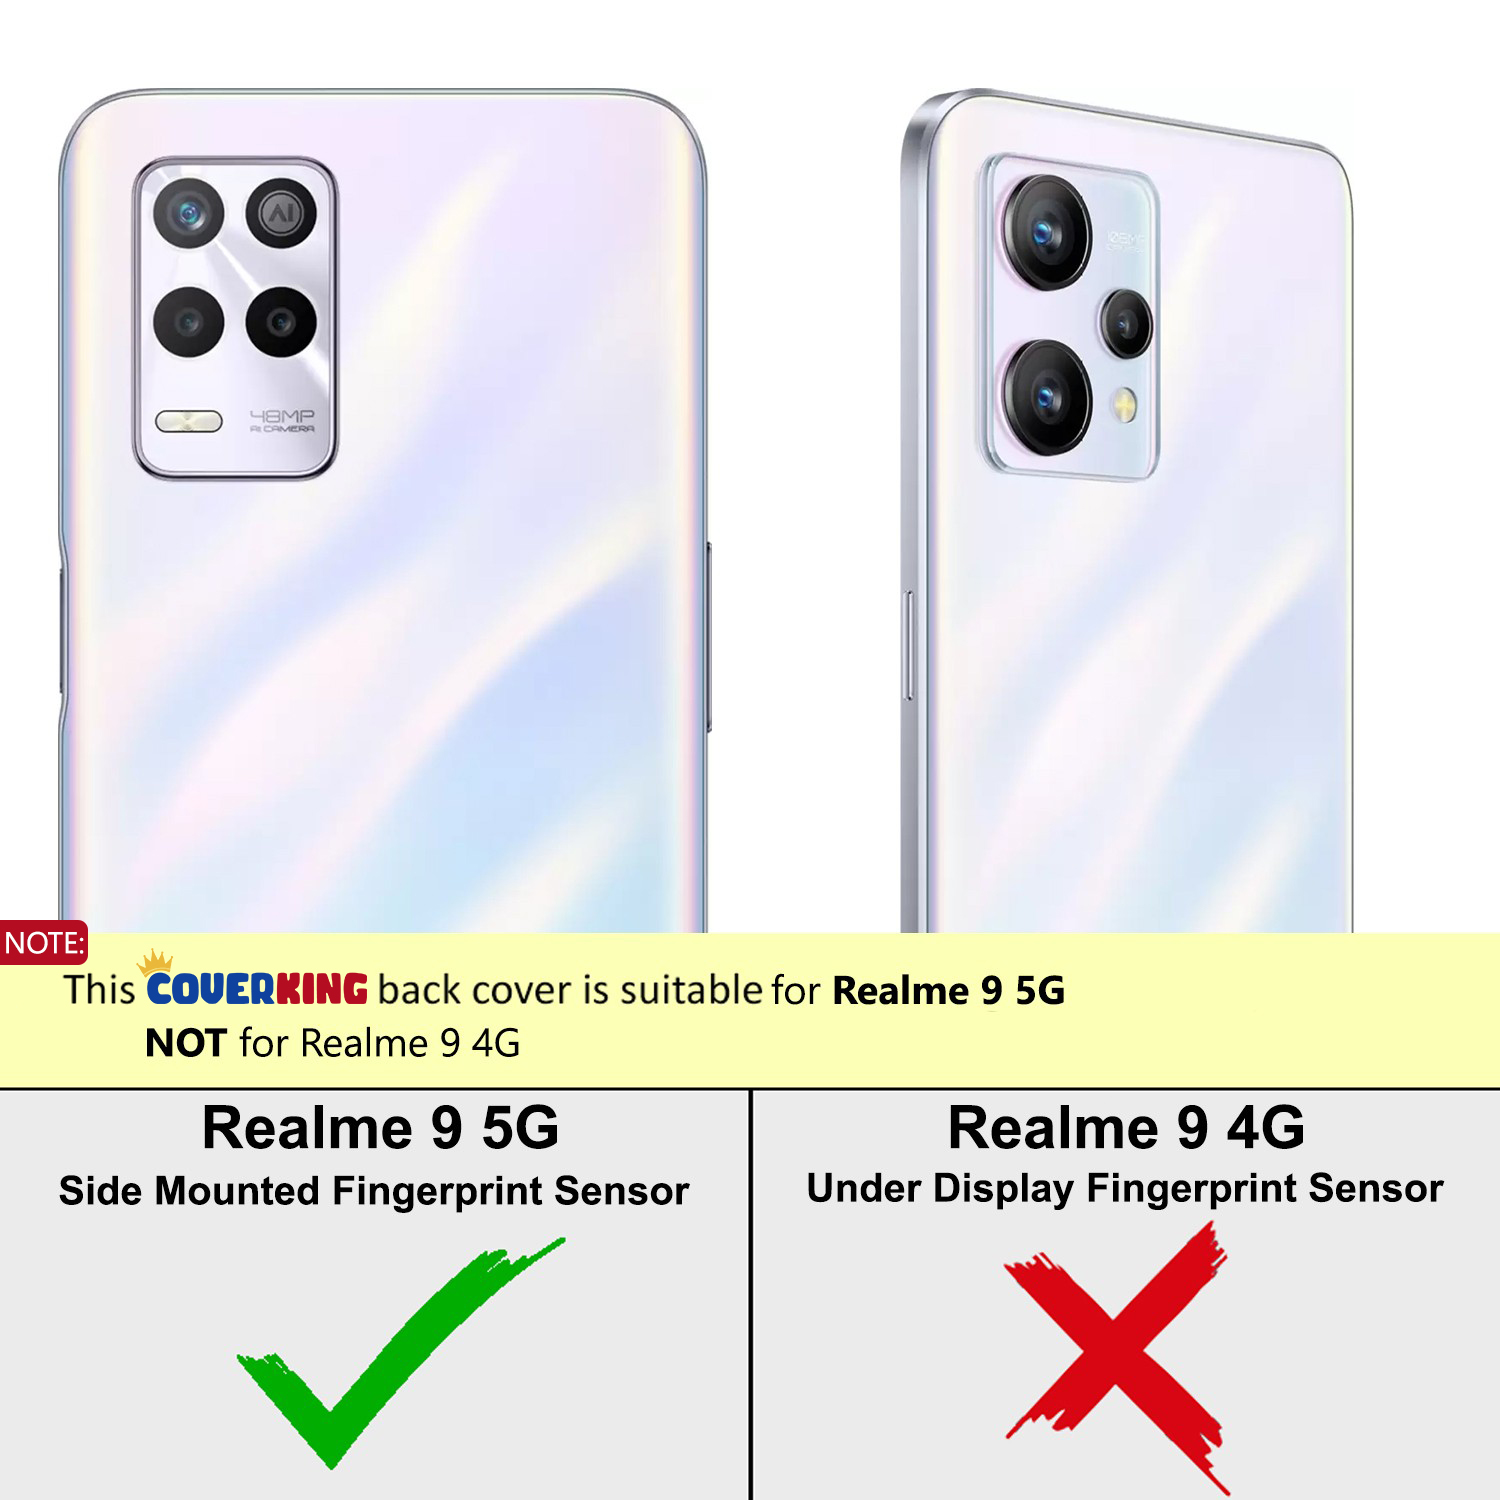 AI
48MP
AI CAMERA
108MP
NOTE:
This COVERKING back cover is suitable for Realme 9 5G
NOT for Realme 9 4G
Realme 9 5G
Side Mounted Fingerprint Sensor
Realme 9 4G
Under Display Fingerprint Sensor